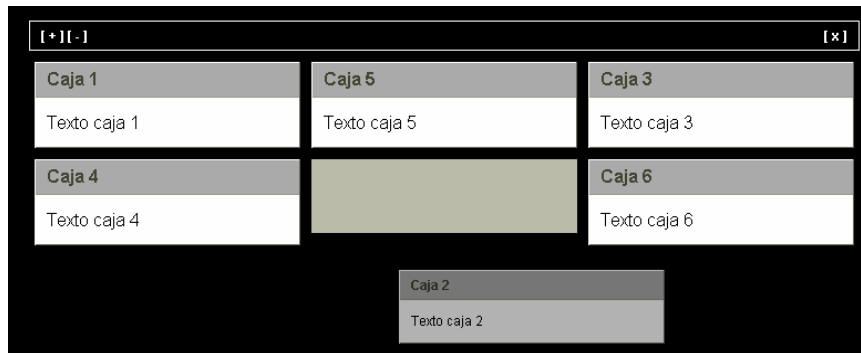 [+][-] [x]
Caja 1 Caja 5 Caja 3
Texto caja 1 Texto caja 5 Texto caja 3
Caja 4 Caja 6
Texto caja 4 Texto caja 6
Caja 2
Texto caja 2